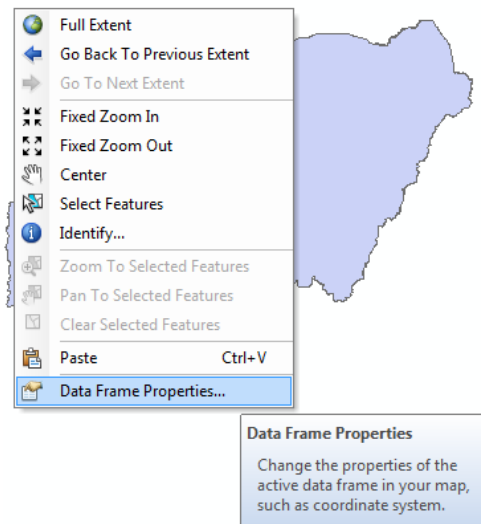 Full Extent
Go Back To Previous Extent
Go To Next Extent
Fixed Zoom In
Fixed Zoom Out
Center
Select Features
Identify...
Zoom To Selected Features
Pan To Selected Features
Clear Selected Features
Paste Ctrl+V
Data Frame Properties...
Data Frame Properties
Change the properties of the
active data frame in your map,
such as coordinate system.